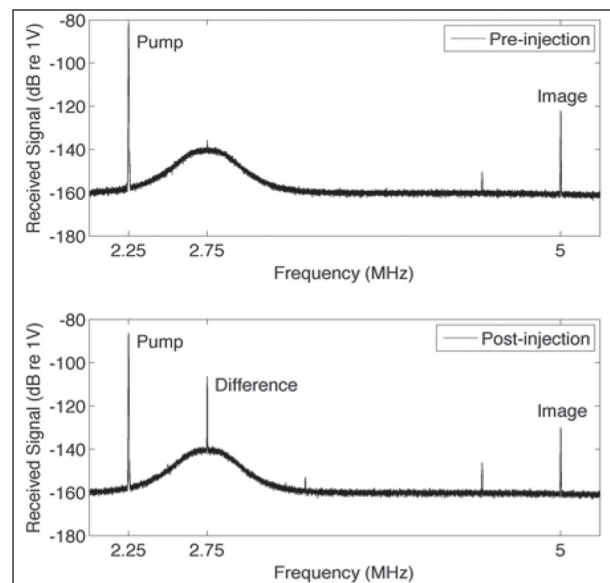 Received Signal (dB re 1V)
-80
-100
-120
-140
-160
-180
Pump
Pre-injection
Image
2.25
2.75
5
Frequency (MHz)
Received Signal (dB re 1V)
-80
-100
-120
-140
-160
-180
Pump
Difference
Post-injection
Image
2.25
2.75
5
Frequency (MHz)